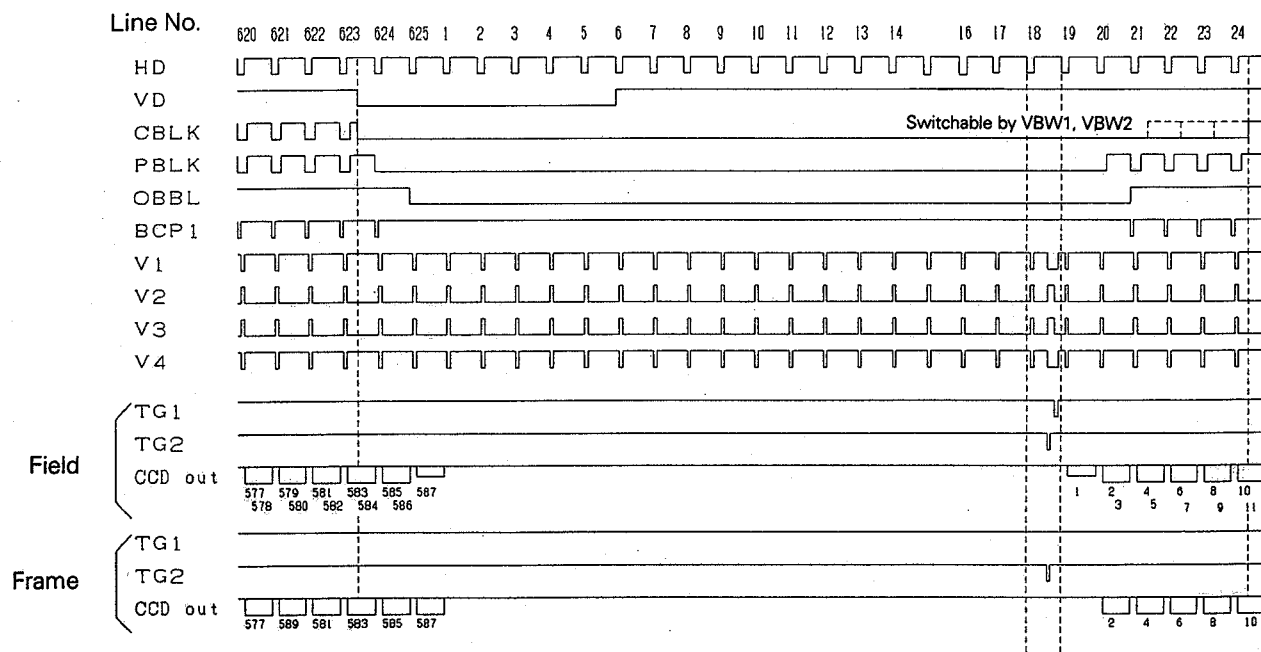 Line No. 620 621 622 623 624 625 1 2 3 4 5 6 7 8 9 10 11 12 13 14 16 17 18 19 20 21 22 23 24
HD
VD
CBLK Switchable by VBW1, VBW2
PBLK
OBBL
BCP1
V1
V2
V3
V4
Field
TG1
TG2
CCD out
577 579 581 583 585 587 1 2 4 6 8 10
578 580 582 584 586 3 5 7 9 11
Frame
TG1
TG2
CCD out
577 589 581 583 585 587 2 4 6 8 10